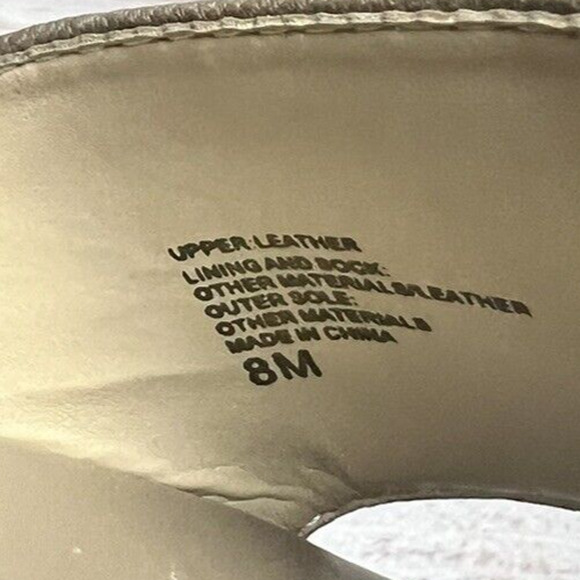 UPPER: LEATHER
LINING AND SOCK:
OTHER MATERIALS/LEATHER
OUTER SOLE:
OTHER MATERIALS
MADE IN CHINA
8M